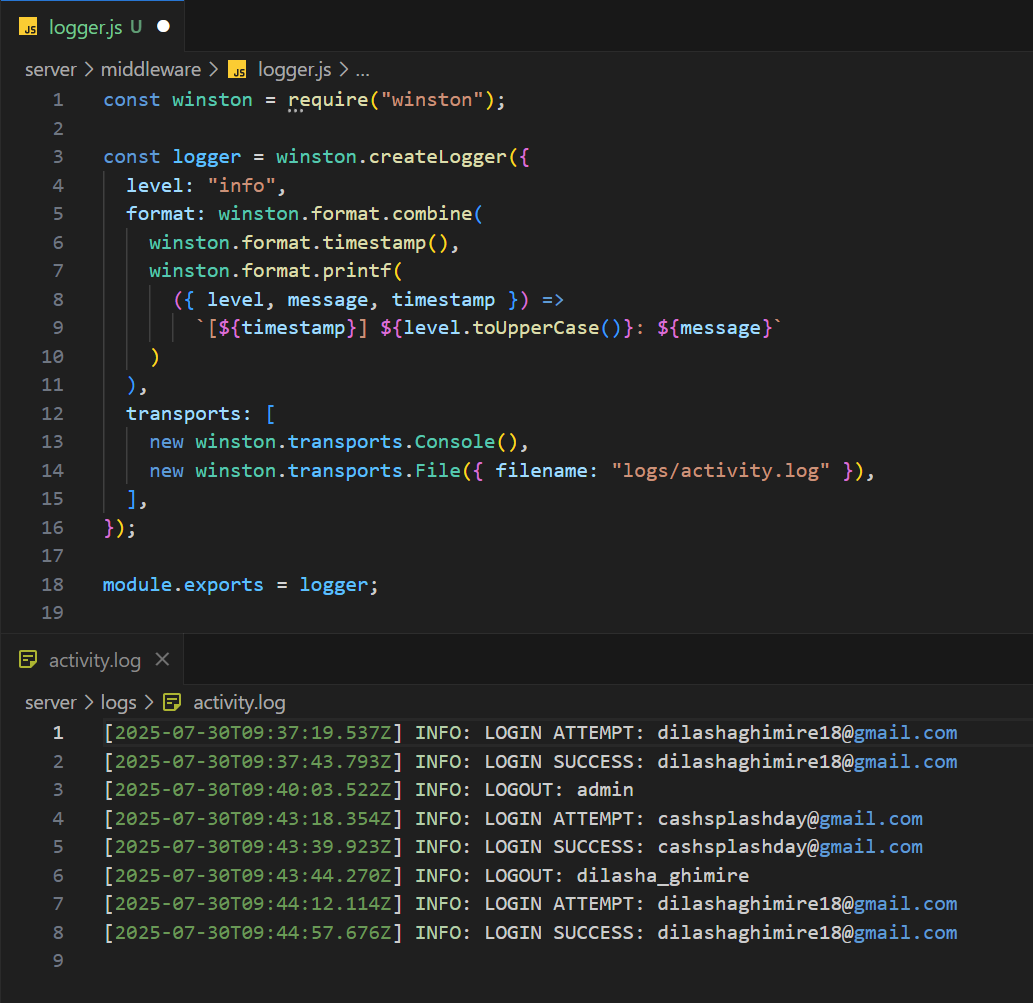 JS logger.js U
server > middleware > JS logger.js > ...
1 const winston = require("winston");
2
3 const logger = winston.createLogger({
4 level: "info",
5 format: winston.format.combine(
6 winston.format.timestamp(),
7 winston.format.printf(
8 ({ level, message, timestamp }) =>
9 `[${timestamp}] ${level.toUpperCase()}: ${message}`
10 )
11 ),
12 transports: [
13 new winston.transports.Console(),
14 new winston.transports.File({ filename: "logs/activity.log" }),
15 ],
16 });
17
18 module.exports = logger;
19
activity.log
server > logs > activity.log
1 [2025-07-30T09:37:19.537Z] INFO: LOGIN ATTEMPT: dilashaghimire18@gmail.com
2 [2025-07-30T09:37:43.793Z] INFO: LOGIN SUCCESS: dilashaghimire18@gmail.com
3 [2025-07-30T09:40:03.522Z] INFO: LOGOUT: admin
4 [2025-07-30T09:43:18.354Z] INFO: LOGIN ATTEMPT: cashsplashday@gmail.com
5 [2025-07-30T09:43:39.923Z] INFO: LOGIN SUCCESS: cashsplashday@gmail.com
6 [2025-07-30T09:43:44.270Z] INFO: LOGOUT: dilasha_ghimire
7 [2025-07-30T09:44:12.114Z] INFO: LOGIN ATTEMPT: dilashaghimire18@gmail.com
8 [2025-07-30T09:44:57.676Z] INFO: LOGIN SUCCESS: dilashaghimire18@gmail.com
9